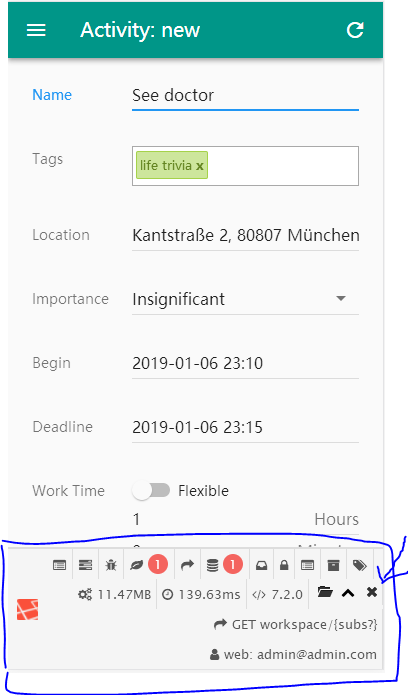 Activity: new
Name See doctor
Tags life trivia x
Location Kantstraße 2, 80807 München
Importance Insignificant
Begin 2019-01-06 23:10
Deadline 2019-01-06 23:15
Work Time Flexible
1 Hours
1 1
11.47MB 139.63ms </> 7.2.0
GET workspace/{subs?}
web: admin@admin.com